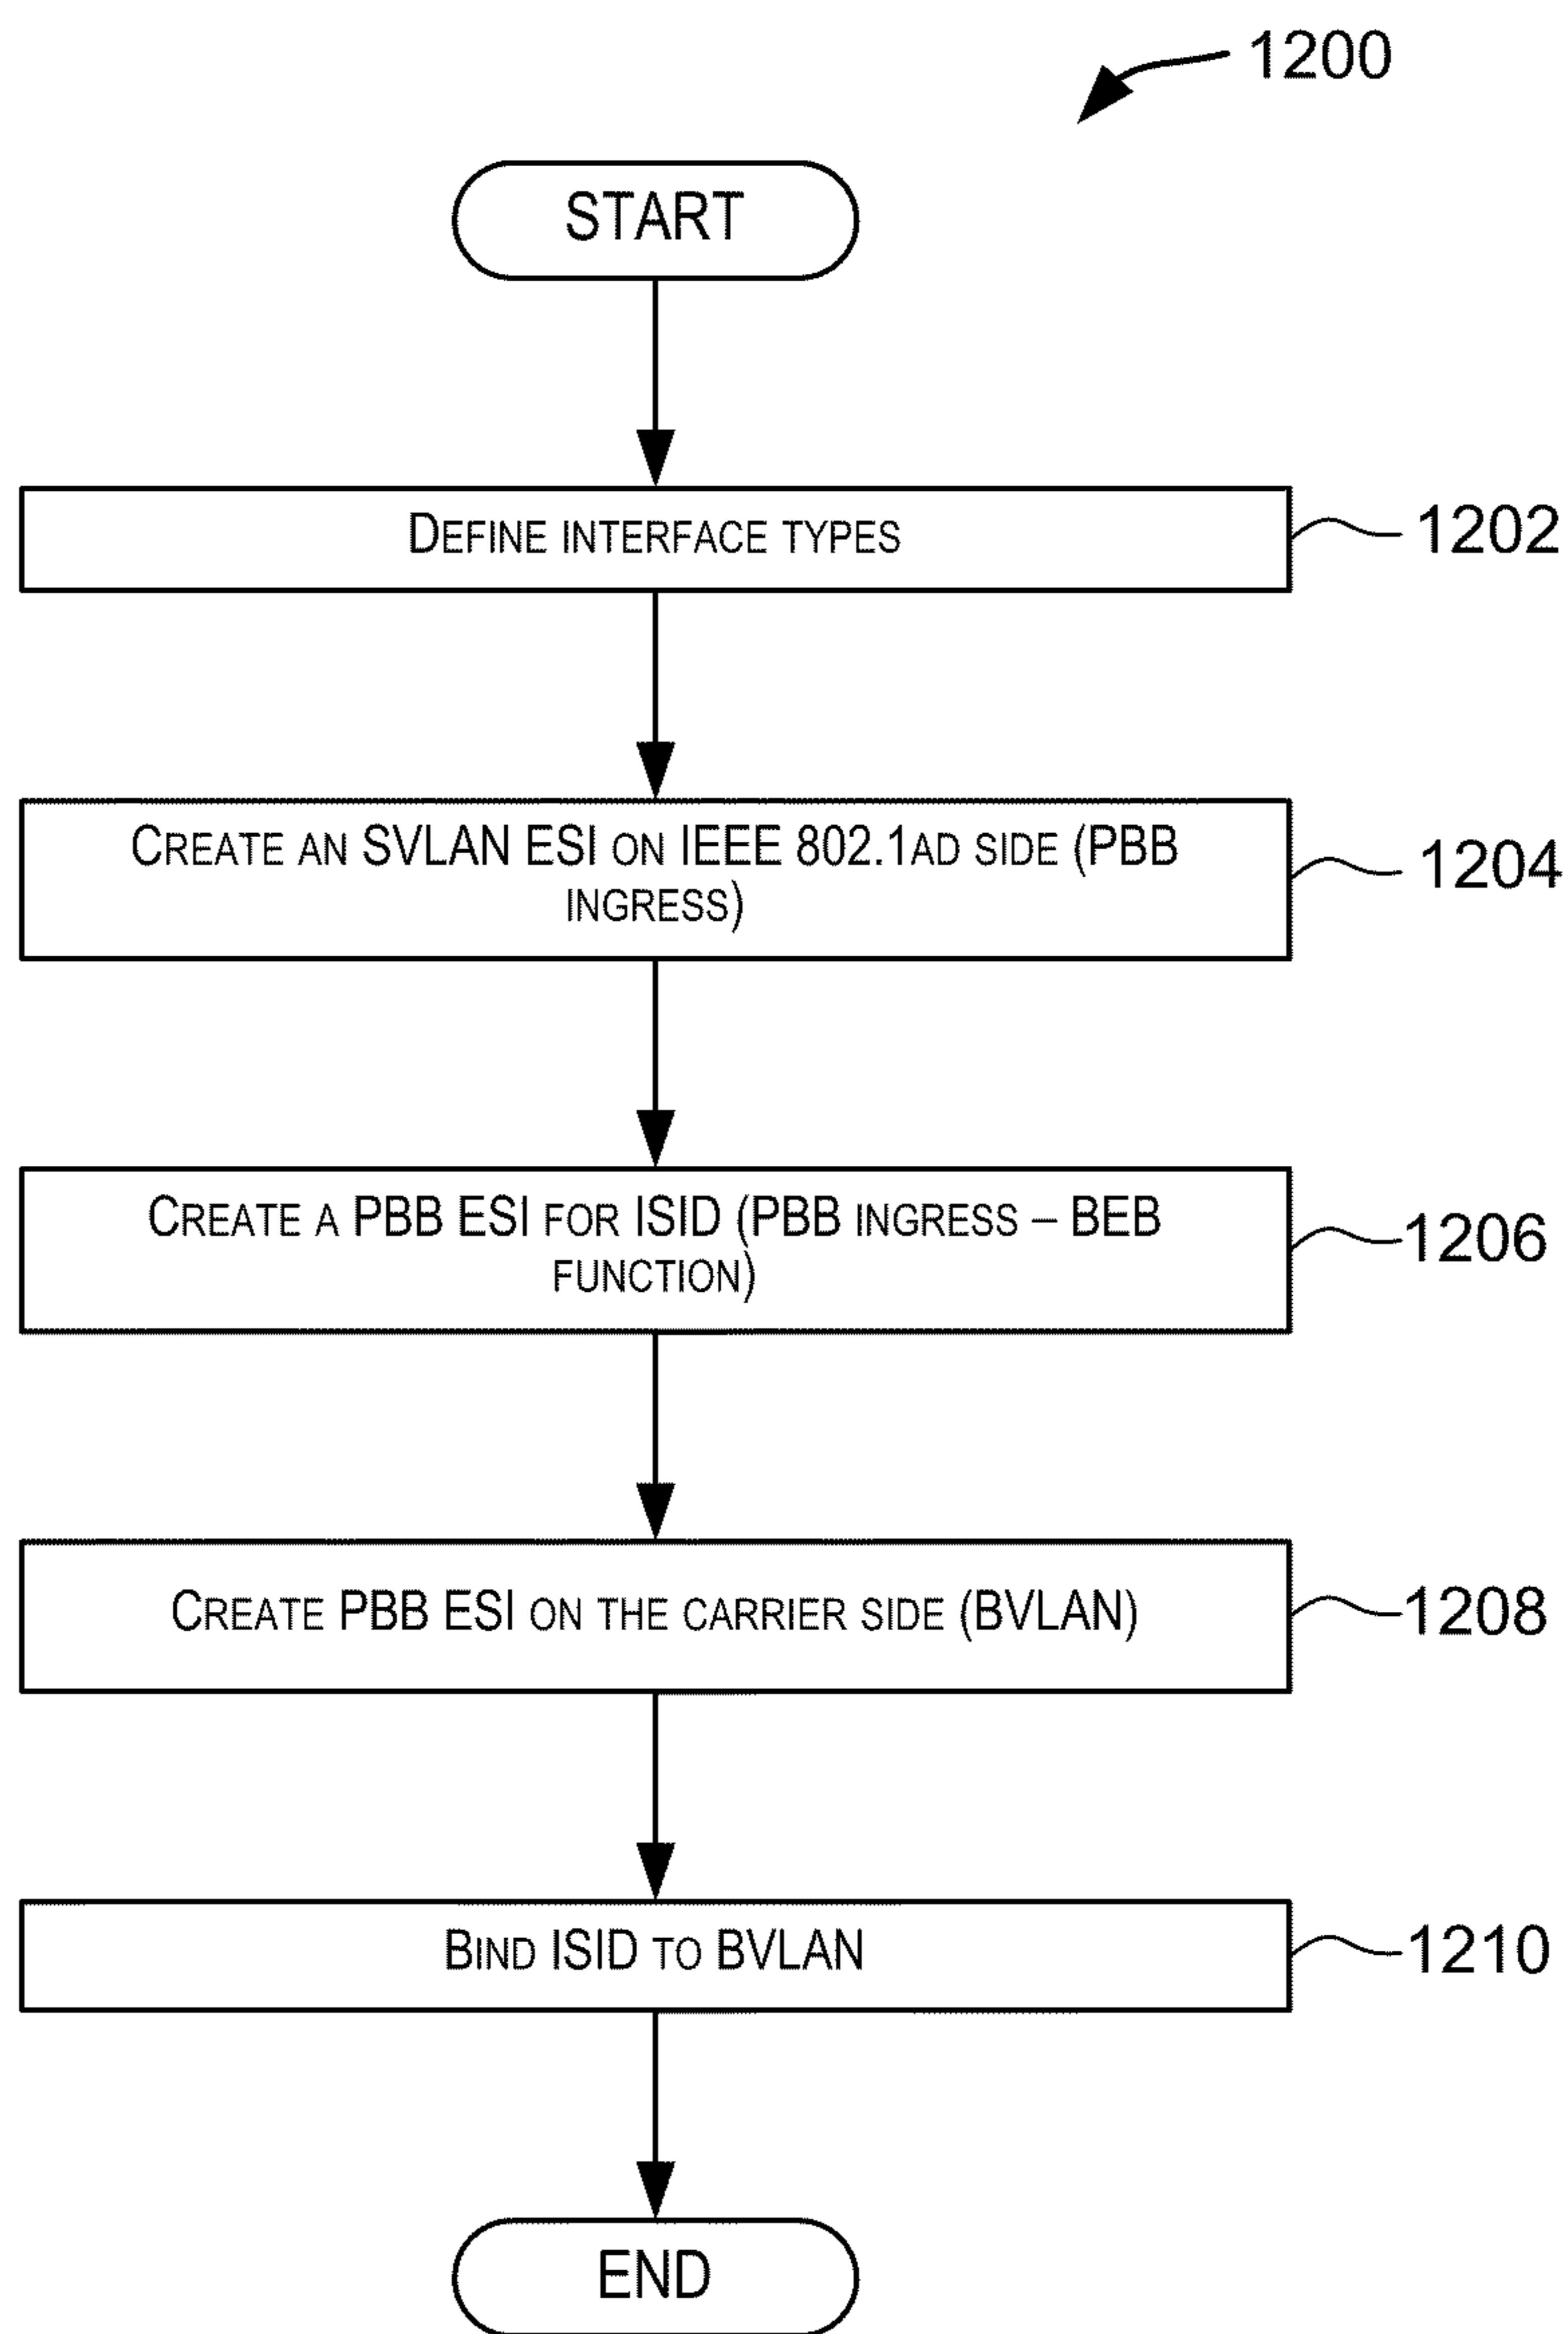 1200
START
DEFINE INTERFACE TYPES
1202
CREATE AN SVLAN ESI ON IEEE 802.1AD SIDE (PBB
INGRESS)
1204
CREATE A PBB ESI FOR ISID (PBB INGRESS – BEB
FUNCTION)
1206
CREATE PBB ESI ON THE CARRIER SIDE (BVLAN)
1208
BIND ISID TO BVLAN
1210
END